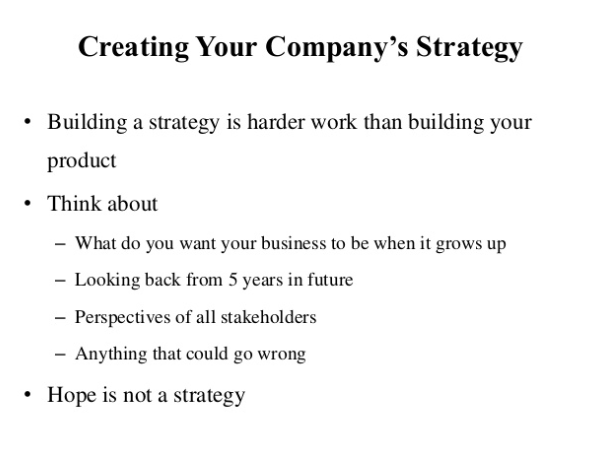 Creating Your Company’s Strategy
• Building a strategy is harder work than building your
product
• Think about
– What do you want your business to be when it grows up
– Looking back from 5 years in future
– Perspectives of all stakeholders
– Anything that could go wrong
• Hope is not a strategy